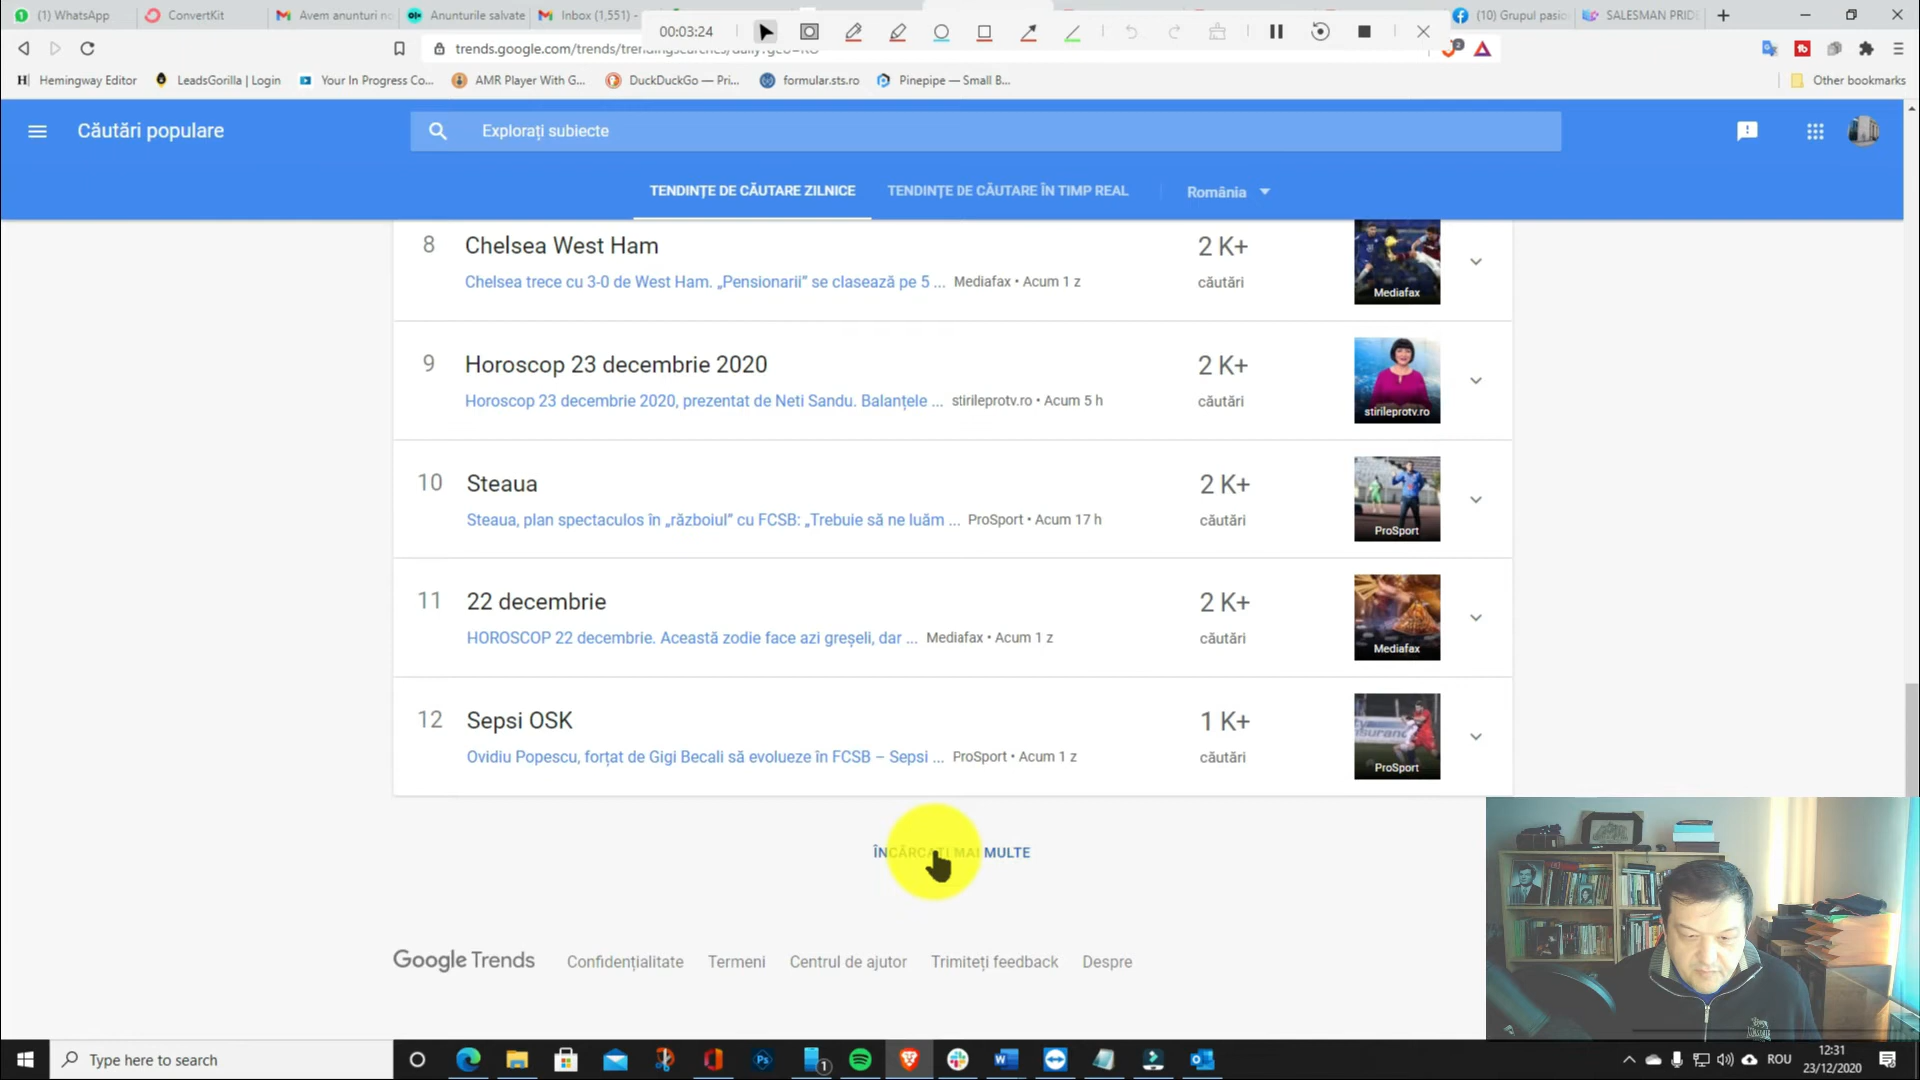 (1) WhatsApp
ConvertKit
Avem anunturi no
Anunturile salvate
Inbox (1,551) -
00:03:24
(10) Grupul pasio
SALESMAN PRIDE
trends.google.com/trends/trendingsearches/daily?geo=RO
Hemingway Editor
LeadsGorilla | Login
Your In Progress Co...
AMR Player With G...
DuckDuckGo — Pri...
formular.sts.ro
Pinepipe — Small B...
Other bookmarks
Căutări populare
Explorați subiecte
TENDINȚE DE CĂUTARE ZILNICE
TENDINȚE DE CĂUTARE ÎN TIMP REAL
România
8 Chelsea West Ham 2 K+
Chelsea trece cu 3-0 de West Ham. „Pensionarii” se clasează pe 5 ... Mediafax • Acum 1 z căutări
Mediafax
9 Horoscop 23 decembrie 2020 2 K+
Horoscop 23 decembrie 2020, prezentat de Neti Sandu. Balanțele ... stirileprotv.ro • Acum 5 h căutări
stirileprotv.ro
10 Steaua 2 K+
Steaua, plan spectaculos în „războiul” cu FCSB: „Trebuie să ne luăm ... ProSport • Acum 17 h căutări
ProSport
11 22 decembrie 2 K+
HOROSCOP 22 decembrie. Această zodie face azi greșeli, dar ... Mediafax • Acum 1 z căutări
Mediafax
12 Sepsi OSK 1 K+
Ovidiu Popescu, forțat de Gigi Becali să evolueze în FCSB – Sepsi ... ProSport • Acum 1 z căutări
ProSport
ÎNCĂRCAȚI MAI MULTE
Google Trends
Confidențialitate
Termeni
Centrul de ajutor
Trimiteți feedback
Despre
Type here to search
ROU
12:31
23/12/2020